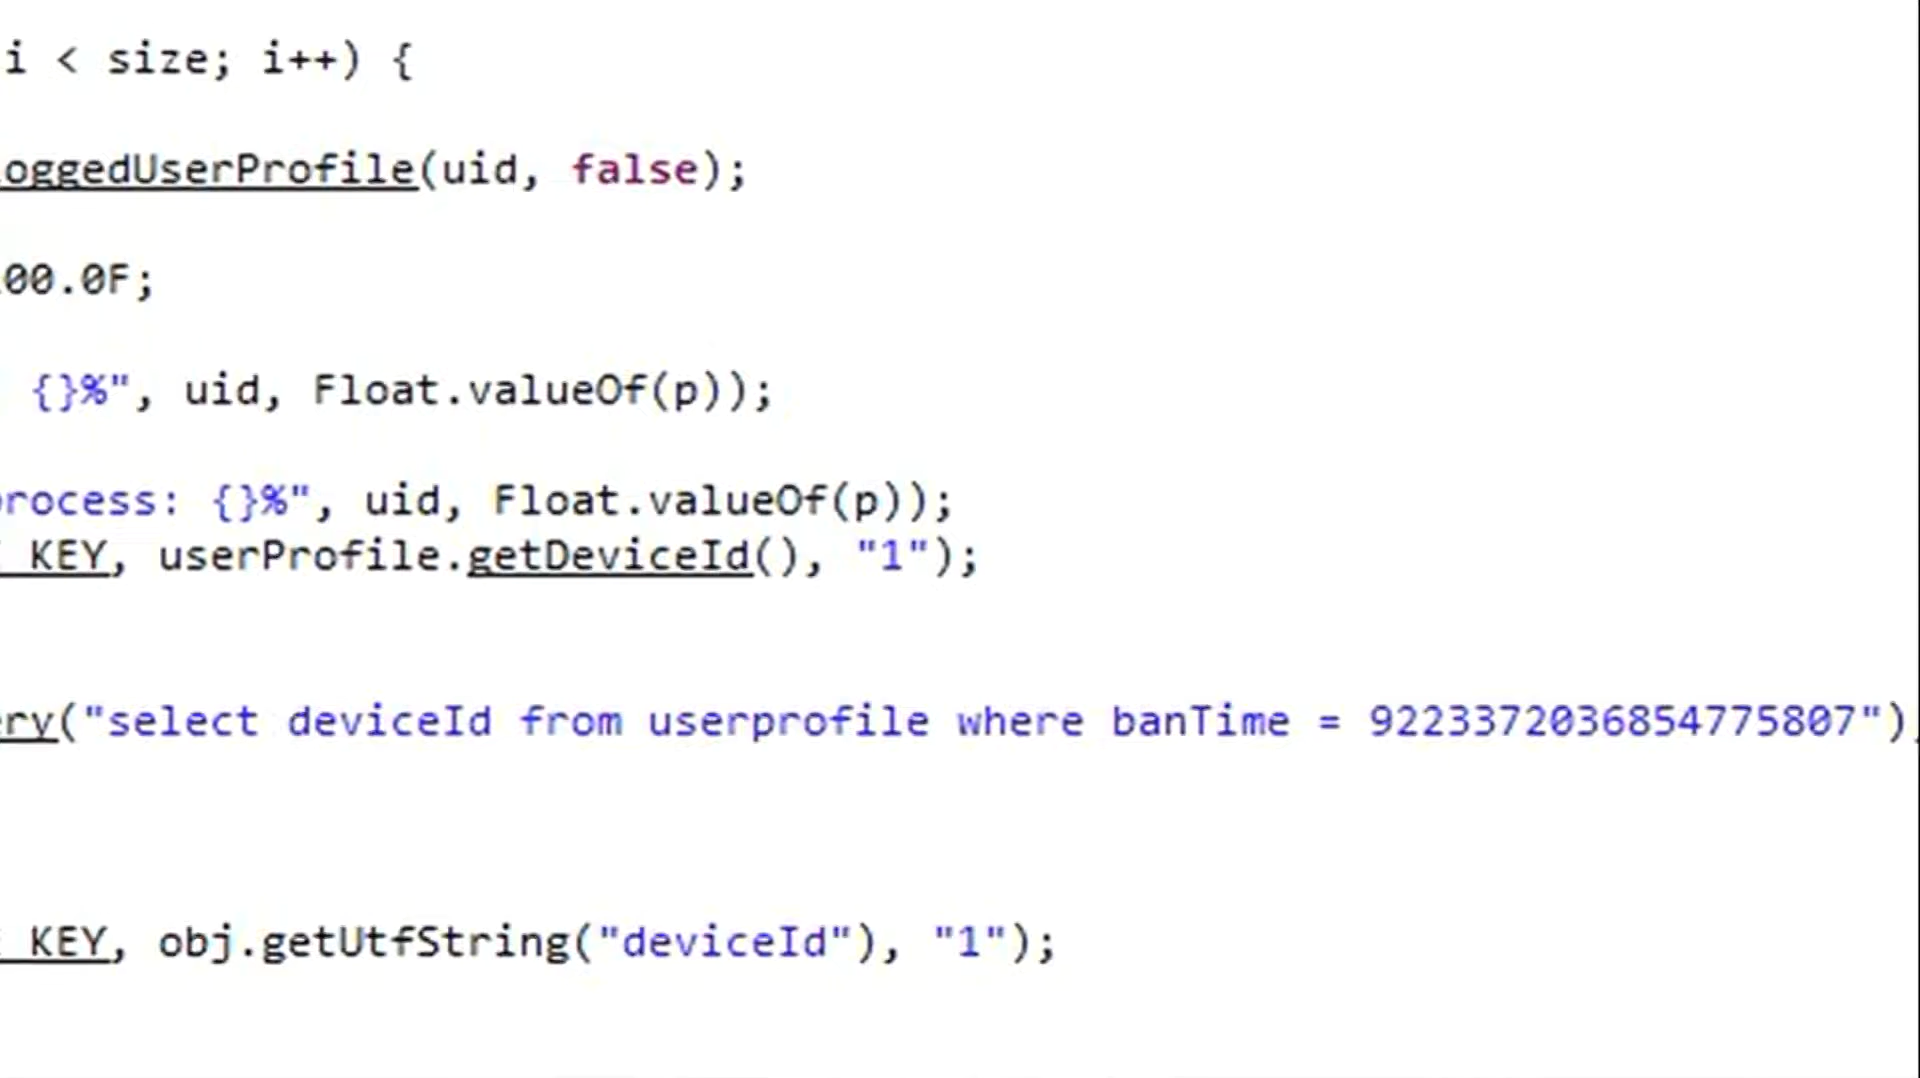 i < size; i++) {
oggedUserProfile(uid, false);
00.0F;
{}%", uid, Float.valueOf(p));
rocess: {}%", uid, Float.valueOf(p));
KEY, userProfile.getDeviceId(), "1");
ery("select deviceId from userprofile where banTime = 9223372036854775807")
KEY, obj.getUtfString("deviceId"), "1");